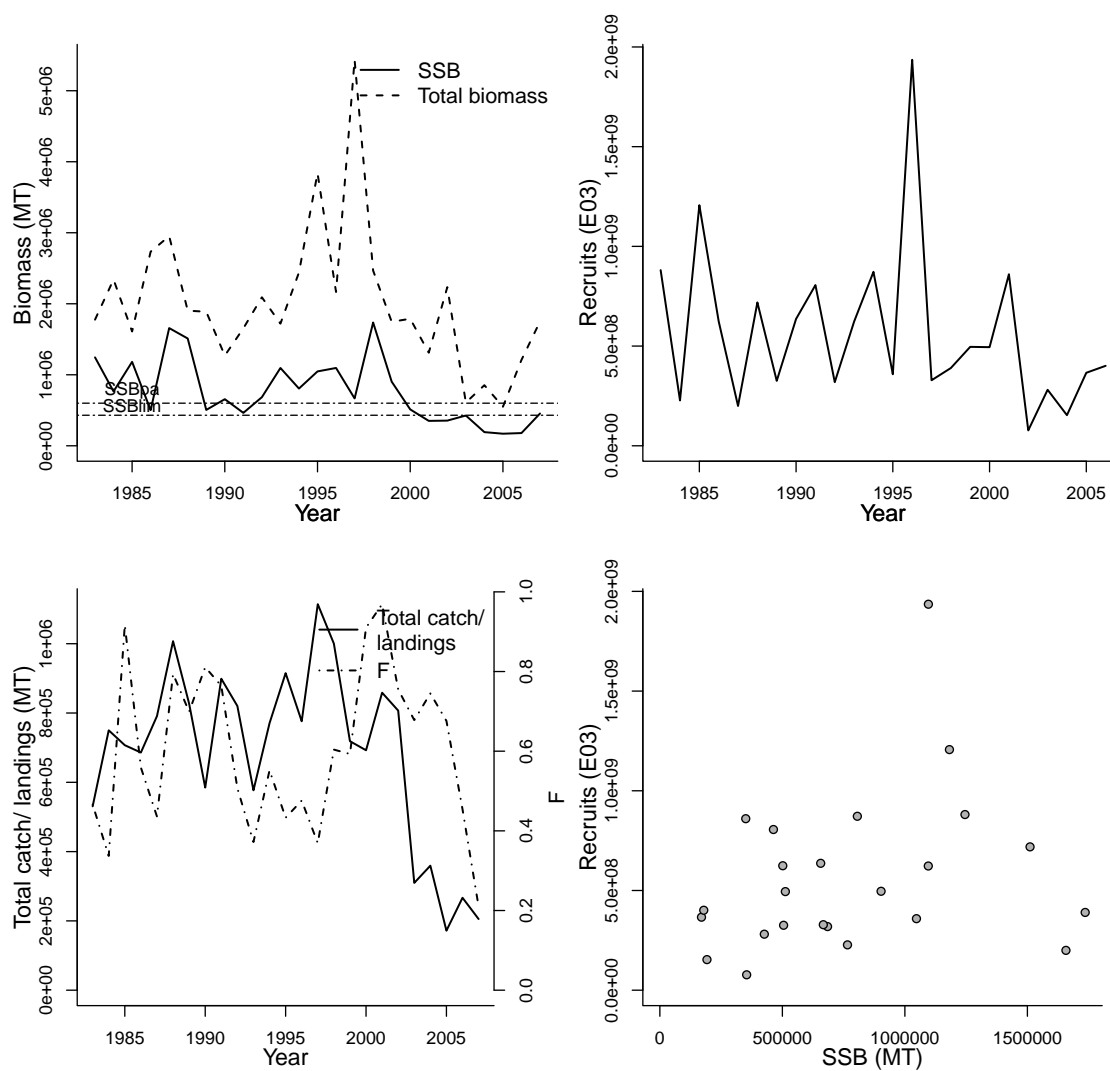 SSB
Total biomass
5e+06
4e+06
3e+06
2e+06
1e+06
0e+00
Biomass (MT)
SSBpa
SSBlim
1985 1990 1995 2000 2005
Year
2.0e+09
1.5e+09
1.0e+09
5.0e+08
0.0e+00
Recruits (E03)
1985 1990 1995 2000 2005
Year
Total catch/
landings
F
1e+06
8e+05
6e+05
4e+05
2e+05
0e+00
Total catch/ landings (MT)
1.0
0.8
0.6
0.4
0.2
0.0
F
1985 1990 1995 2000 2005
Year
2.0e+09
1.5e+09
1.0e+09
5.0e+08
0.0e+00
Recruits (E03)
0 500000 1000000 1500000
SSB (MT)